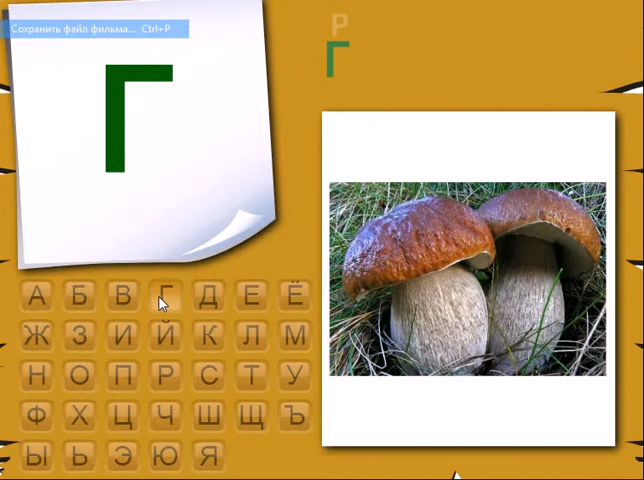 Сохранить файл фильма... Ctrl+P
Г
Р
Г
А Б В Г Д Е Ё
Ж З И Й К Л М
Н О П Р С Т У
Ф Х Ц Ч Ш Щ Ъ
Ы Ь Э Ю Я